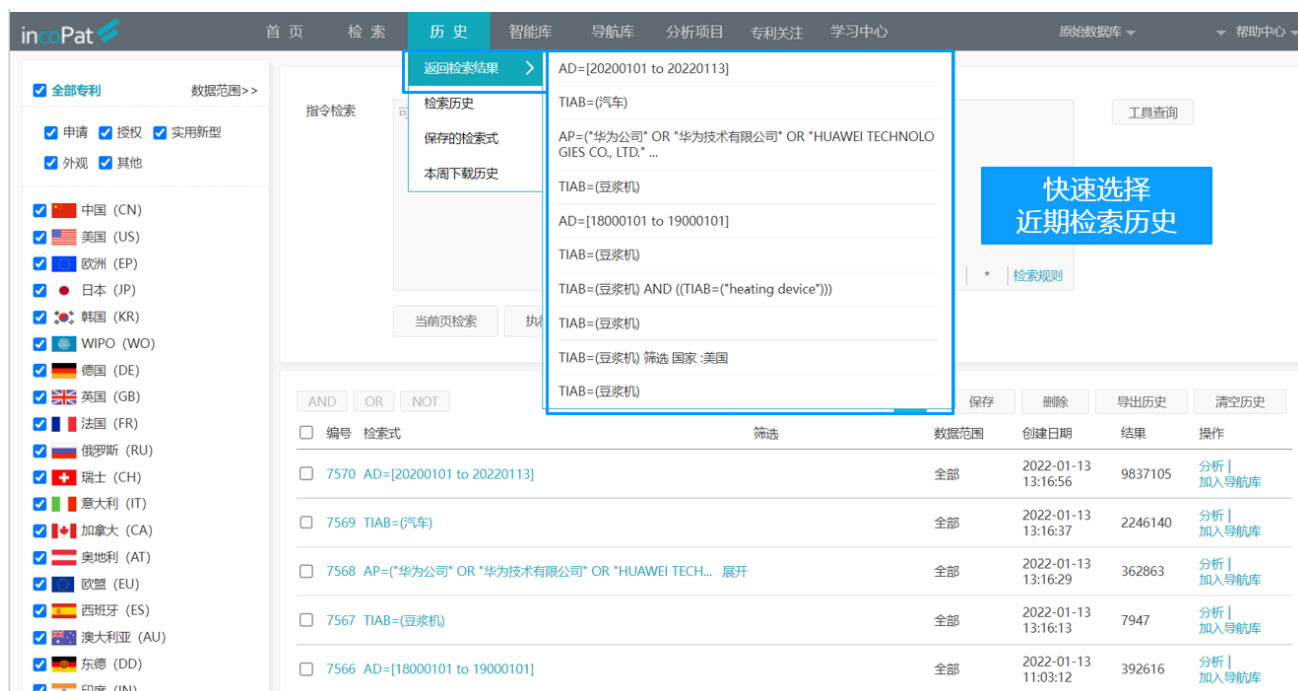 incoPat
首 页 检 索 历 史 智能库 导航库 分析项目 专利关注 学习中心 原始数据库 帮助中心
全部专利 数据范围>>
申请 授权 实用新型
外观 其他
中国 (CN)
美国 (US)
欧洲 (EP)
日本 (JP)
韩国 (KR)
WIPO (WO)
德国 (DE)
英国 (GB)
法国 (FR)
俄罗斯 (RU)
瑞士 (CH)
意大利 (IT)
加拿大 (CA)
奥地利 (AT)
欧盟 (EU)
西班牙 (ES)
澳大利亚 (AU)
东德 (DD)
印度 (IN)
返回检索结果
检索历史
保存的检索式
本周下载历史
AD=[20200101 to 20220113]
TIAB=(汽车)
AP=("华为公司" OR "华为技术有限公司" OR "HUAWEI TECHNOLO
GIES CO., LTD." ...
TIAB=(豆浆机)
AD=[18000101 to 19000101]
TIAB=(豆浆机)
TIAB=(豆浆机) AND ((TIAB=("heating device")))
TIAB=(豆浆机)
TIAB=(豆浆机) 筛选 国家 :美国
TIAB=(豆浆机)
指令检索
工具查询
快速选择
近期检索历史
* 检索规则
当前页检索
AND OR NOT 保存 删除 导出历史 清空历史
编号 检索式 筛选 数据范围 创建日期 结果 操作
7570 AD=[20200101 to 20220113] 全部 2022-01-13 9837105 分析 |
13:16:56 加入导航库
7569 TIAB=(汽车) 全部 2022-01-13 2246140 分析 |
13:16:37 加入导航库
7568 AP=("华为公司" OR "华为技术有限公司" OR "HUAWEI TECH... 展开 全部 2022-01-13 362863 分析 |
13:16:29 加入导航库
7567 TIAB=(豆浆机) 全部 2022-01-13 7947 分析 |
13:16:13 加入导航库
7566 AD=[18000101 to 19000101] 全部 2022-01-13 392616 分析 |
11:03:12 加入导航库